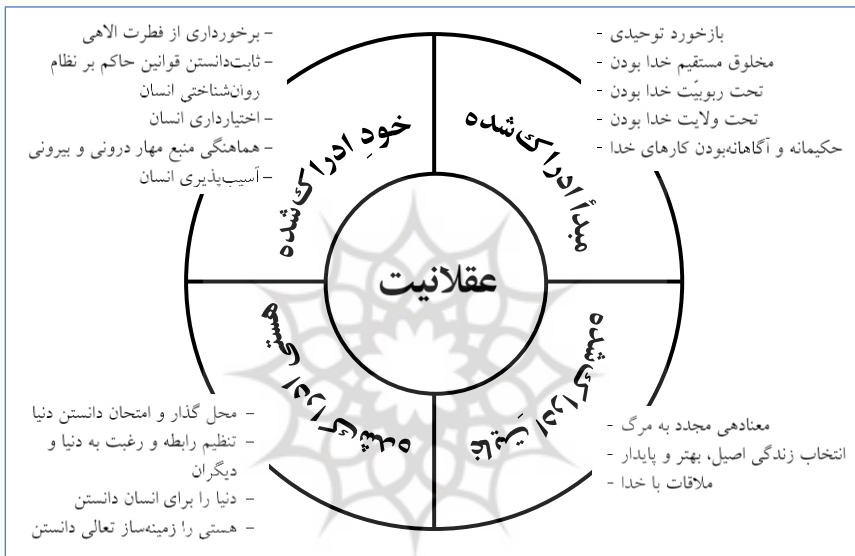 بازخورد توحیدی -
مخلوق مستقیم خدا بودن -
تحت ربوبیّت خدا بودن -
تحت ولایت خدا بودن -
حکیمانه و آگاهانه‌بودن کارهای خدا -
مبدأ ادراک‌شده
– برخورداری از فطرت الاهی
– ثابت‌دانستن قوانین حاکم بر نظام
روان‌شناختی انسان
– اختیارداری انسان
– هماهنگی منبع مهار درونی و بیرونی
– آسیب‌پذیری انسان
خودِ ادراک‌شده
عقلانیت
غایتِ ادراک‌شده
معنادهی مجدد به مرگ -
انتخاب زندگی اصیل، بهتر و پایدار -
ملاقات با خدا -
هستی ادراک‌شده
– محل گذار و امتحان دانستن دنیا
– تنظیم رابطه و رغبت به دنیا و
دیگران
– دنیا را برای انسان دانستن
– هستی را زمینه‌ساز تعالی دانستن